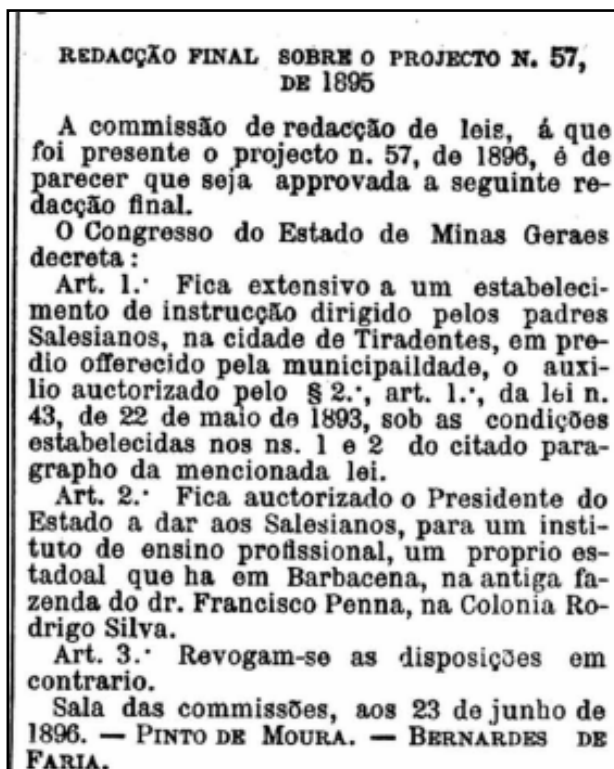 REDACÇÃO FINAL SOBRE O PROJECTO N. 57,
DE 1895
A commissão de redacção de leis, á que
foi presente o projecto n. 57, de 1896, é de
parecer que seja approvada a seguinte re-
dacção final.
O Congresso do Estado de Minas Geraes
decreta :
Art. 1.· Fica extensivo a um estabeleci-
mento de instrucção dirigido pelos padres
Salesianos, na cidade de Tiradentes, em pre-
dio offerecido pela municipaildade, o auxi-
lio auctorizado pelo § 2.·, art. 1.·, da lei n.
43, de 22 de maio de 1893, sob as condições
estabelecidas nos ns. 1 e 2 do citado para-
grapho da mencionada lei.
Art. 2.· Fica auctorizado o Presidente do
Estado a dar aos Salesianos, para um insti-
tuto de ensino profissional, um proprio es-
tadoal que ha em Barbacena, na antiga fa-
zenda do dr. Francisco Penna, na Colonia Ro-
drigo Silva.
Art. 3.· Revogam-se as disposições em
contrario.
Sala das commissões, aos 23 de junho de
1896. — PINTO DE MOURA. — BERNARDES DE
FARIA.